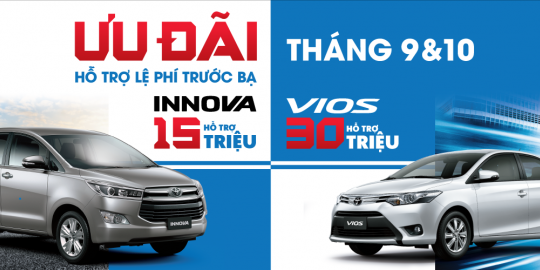 ƯU ĐÃI
HỖ TRỢ LỆ PHÍ TRƯỚC BẠ
THÁNG 9&10
INNOVA
15 HỖ TRỢ TRIỆU
VIOS
30 HỖ TRỢ TRIỆU
INNOVA